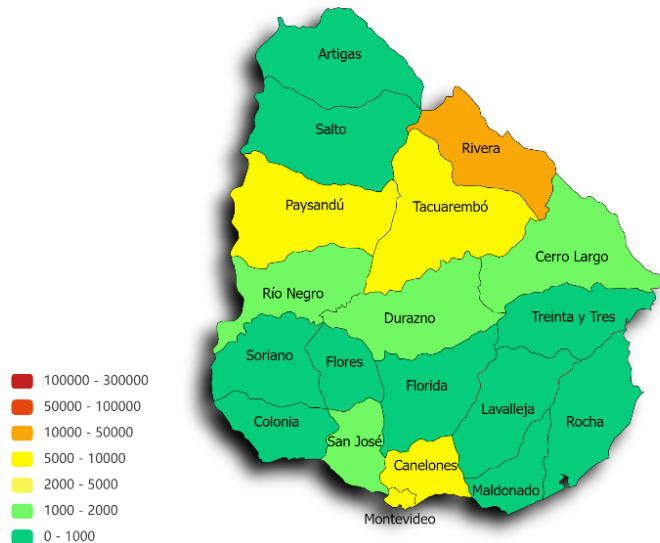 Artigas
Salto
Rivera
Paysandú
Tacuarembó
Cerro Largo
Río Negro
Durazno
Treinta y Tres
Soriano
Flores
Florida
Lavalleja
Rocha
Colonia
San José
Canelones
Maldonado
Montevideo
100000 - 300000
50000 - 100000
10000 - 50000
5000 - 10000
2000 - 5000
1000 - 2000
0 - 1000